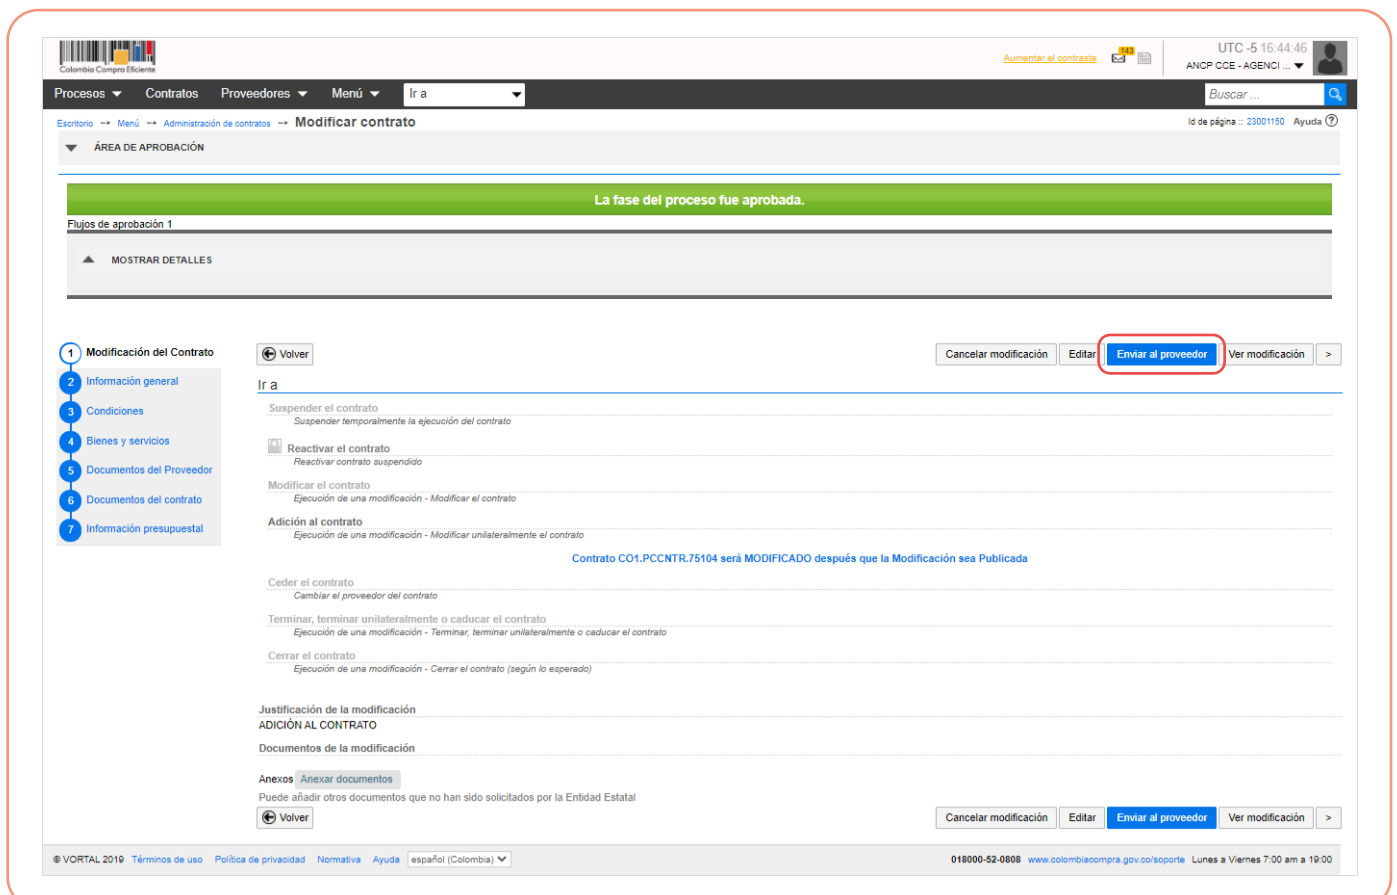 Colombia Compra Eficiente
Aumentar el contraste 143 UTC -5 16:44:46
ANCP CCE - AGENCI ...
Procesos Contratos Proveedores Menú Ir a Buscar ...
Escritorio → Menú → Administración de contratos → Modificar contrato Id de página :: 23001150 Ayuda ?
ÁREA DE APROBACIÓN
La fase del proceso fue aprobada.
Flujos de aprobación 1
MOSTRAR DETALLES
1 Modificación del Contrato
2 Información general
3 Condiciones
4 Bienes y servicios
5 Documentos del Proveedor
6 Documentos del contrato
7 Información presupuestal
Volver Cancelar modificación Editar Enviar al proveedor Ver modificación >
Ir a
Suspender el contrato
Suspender temporalmente la ejecución del contrato
Reactivar el contrato
Reactivar contrato suspendido
Modificar el contrato
Ejecución de una modificación - Modificar el contrato
Adición al contrato
Ejecución de una modificación - Modificar unilateralmente el contrato
Contrato CO1.PCCNTR.75104 será MODIFICADO después que la Modificación sea Publicada
Ceder el contrato
Cambiar el proveedor del contrato
Terminar, terminar unilateralmente o caducar el contrato
Ejecución de una modificación - Terminar, terminar unilateralmente o caducar el contrato
Cerrar el contrato
Ejecución de una modificación - Cerrar el contrato (según lo esperado)
Justificación de la modificación
ADICIÓN AL CONTRATO
Documentos de la modificación
Anexos Anexar documentos
Puede añadir otros documentos que no han sido solicitados por la Entidad Estatal
Volver Cancelar modificación Editar Enviar al proveedor Ver modificación >
© VORTAL 2019 Términos de uso Política de privacidad Normativa Ayuda español (Colombia) 018000-52-0808 www.colombiacompra.gov.co/soporte Lunes a Viernes 7:00 am a 19:00